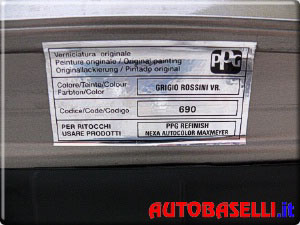 Verniciatura originale
Peinture originale / Original painting
Originallackierung / Pintado original
PPG
Colore/Teinte/Colour
Farbton/Color
GRIGIO ROSSINI VR.
Codice/Code/Codigo
690
PER RITOCCHI
USARE PRODOTTI
PPG REFINISH
NEXA AUTOCOLOR MAXMEYER
AUTOBASELLI.it